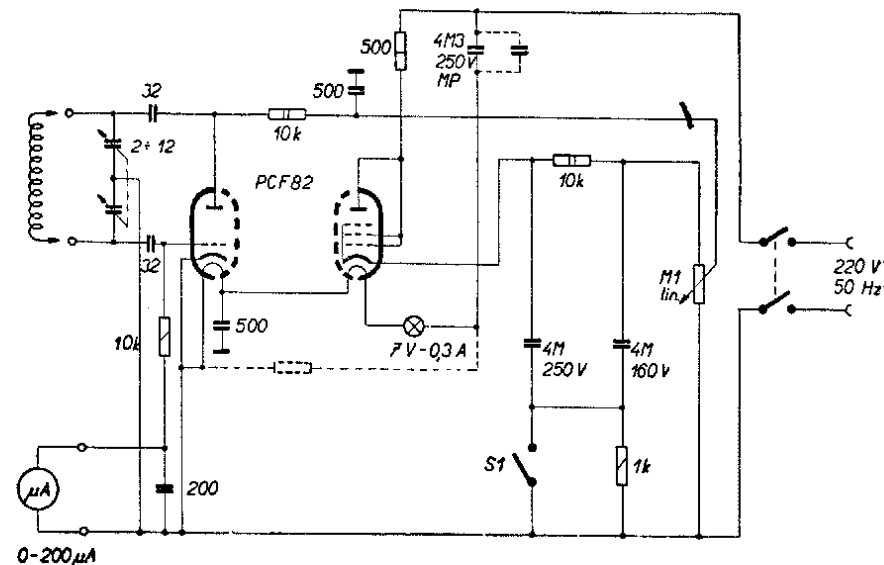 500
4M3
250V
MP
500
32
10k
2÷12
PCF82
10k
32
M1
lin.
220 V
50 Hz
500
10k
7V-0,3A
4M
250V
4M
160V
S1
1k
μA
200
0-200μA